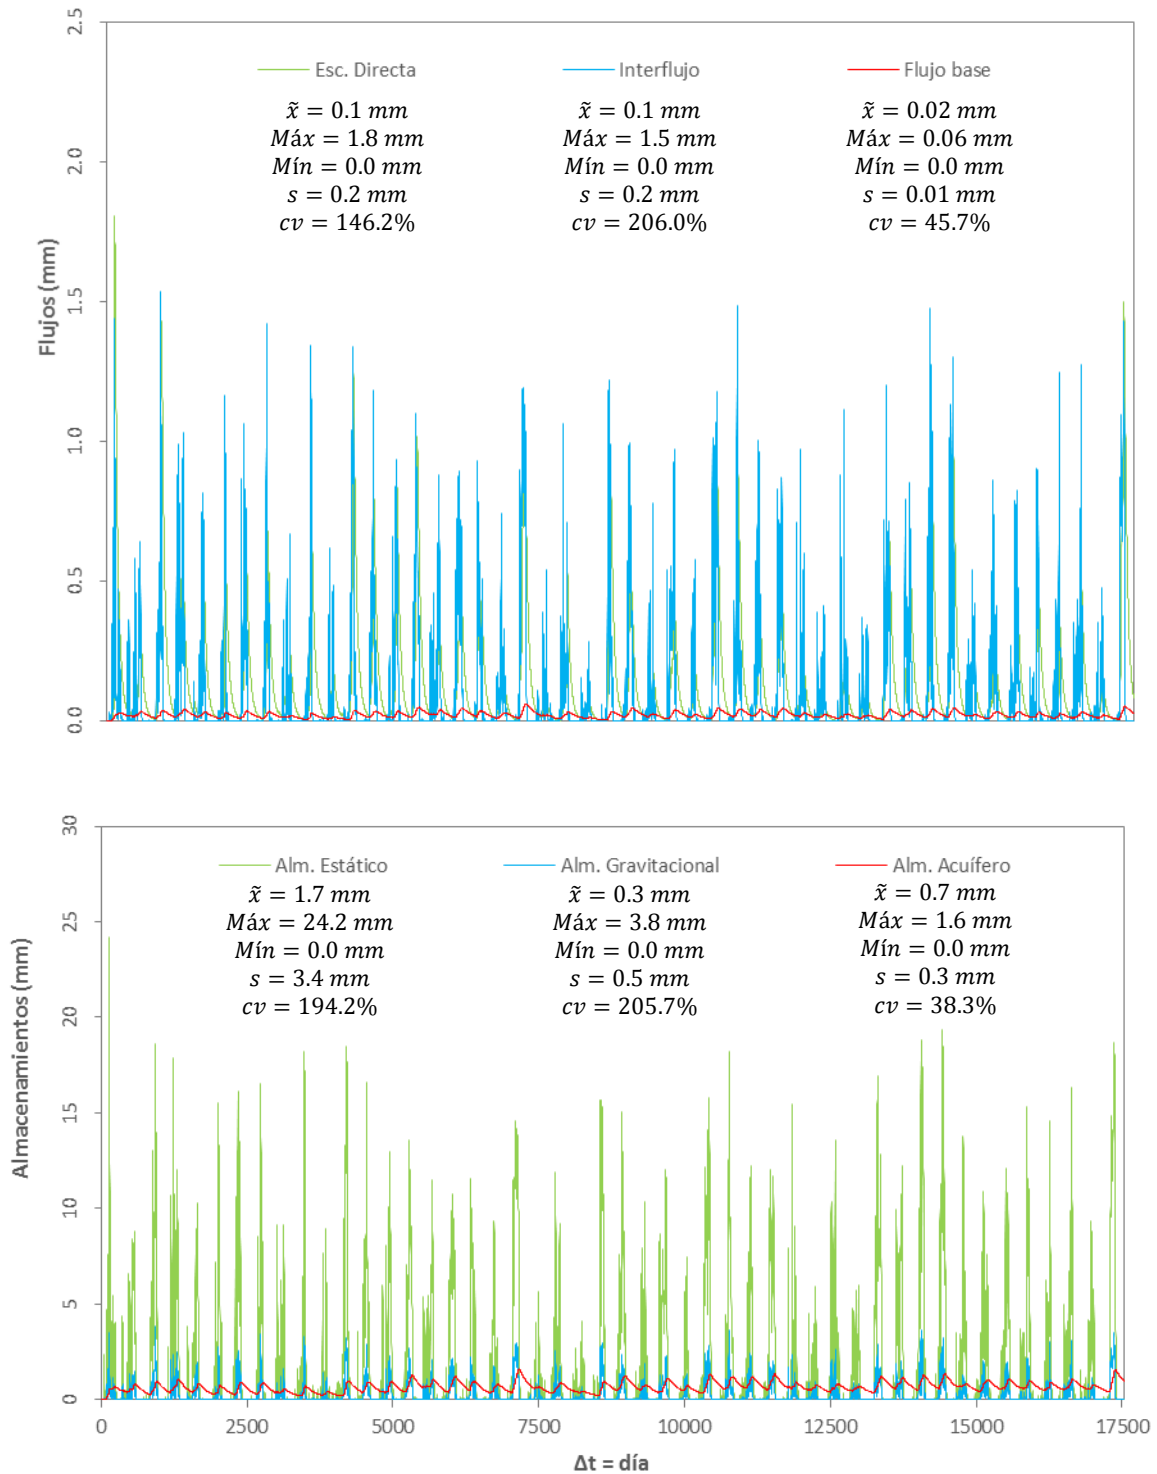 2.5
Esc. Directa Interflujo Flujo base
x̃ = 0.1 mm x̃ = 0.1 mm x̃ = 0.02 mm
Máx = 1.8 mm Máx = 1.5 mm Máx = 0.06 mm
Mín = 0.0 mm Mín = 0.0 mm Mín = 0.0 mm
s = 0.2 mm s = 0.2 mm s = 0.01 mm
cv = 146.2% cv = 206.0% cv = 45.7%
2.0
1.5
1.0
0.5
0.0
Flujos (mm)
30
Alm. Estático Alm. Gravitacional Alm. Acuífero
x̃ = 1.7 mm x̃ = 0.3 mm x̃ = 0.7 mm
Máx = 24.2 mm Máx = 3.8 mm Máx = 1.6 mm
Mín = 0.0 mm Mín = 0.0 mm Mín = 0.0 mm
s = 3.4 mm s = 0.5 mm s = 0.3 mm
cv = 194.2% cv = 205.7% cv = 38.3%
25
20
15
10
5
0
Almacenamientos (mm)
0 2500 5000 7500 10000 12500 15000 17500
Δt = día